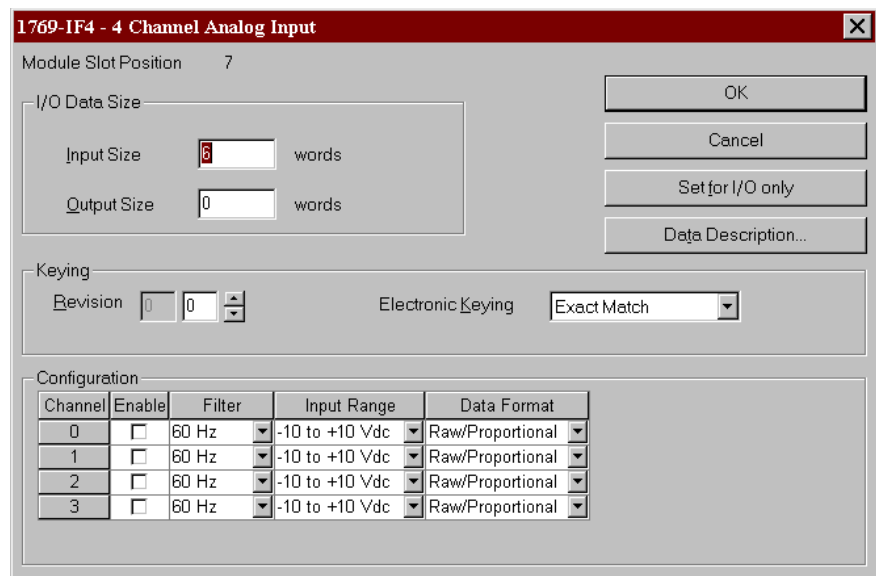 1769-IF4 - 4 Channel Analog Input
Module Slot Position 7
I/O Data Size
Input Size 6 words
Output Size 0 words
OK
Cancel
Set for I/O only
Data Description...
Keying
Revision 0 0 Electronic Keying Exact Match
Configuration
Channel Enable Filter Input Range Data Format
0 60 Hz -10 to +10 Vdc Raw/Proportional
1 60 Hz -10 to +10 Vdc Raw/Proportional
2 60 Hz -10 to +10 Vdc Raw/Proportional
3 60 Hz -10 to +10 Vdc Raw/Proportional